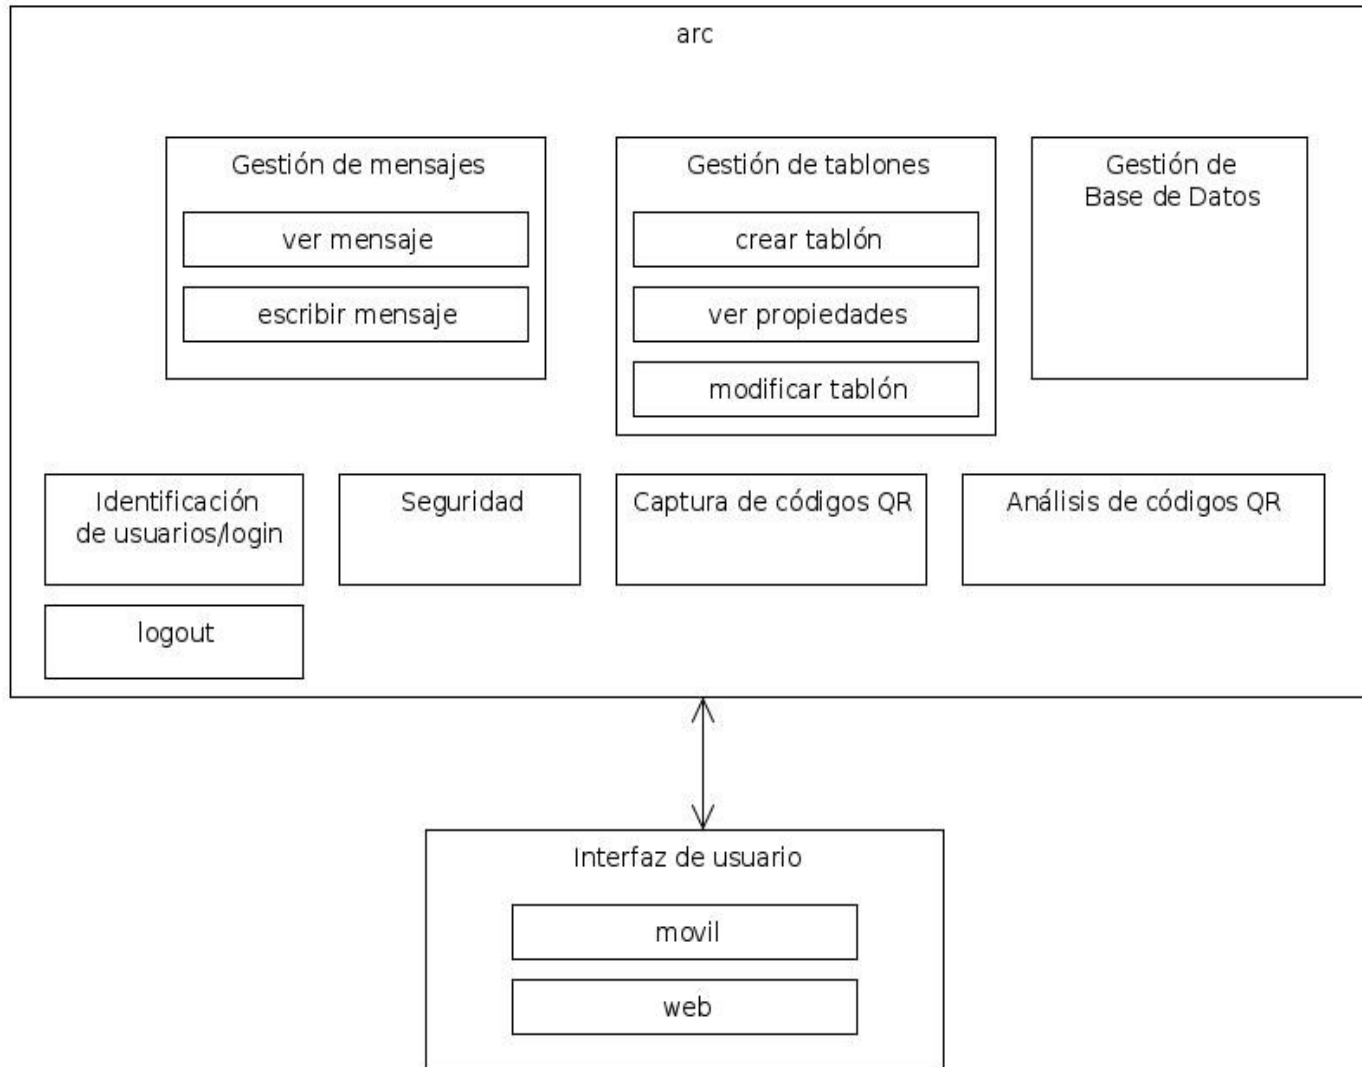 arc
Gestión de mensajes
ver mensaje
escribir mensaje
Gestión de tablones
crear tablón
ver propiedades
modificar tablón
Gestión de
Base de Datos
Identificación
de usuarios/login
Seguridad
Captura de códigos QR
Análisis de códigos QR
logout
Interfaz de usuario
movil
web